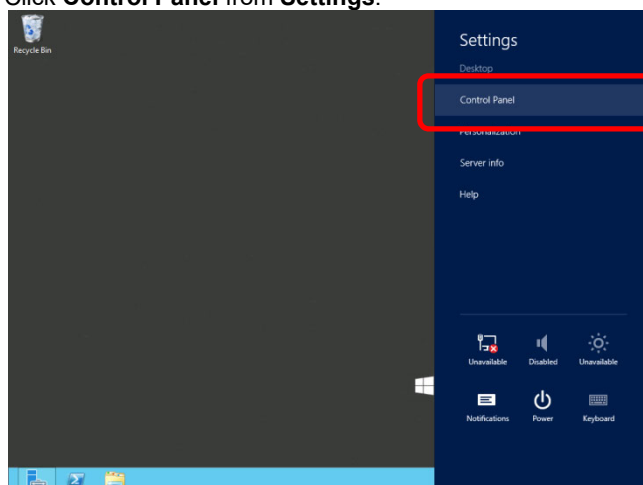 Click Control Panel from Settings.
Recycle Bin
Settings
Desktop
Control Panel
Personalization
Server info
Help
Unavailable
Disabled
Unavailable
Notifications
Power
Keyboard